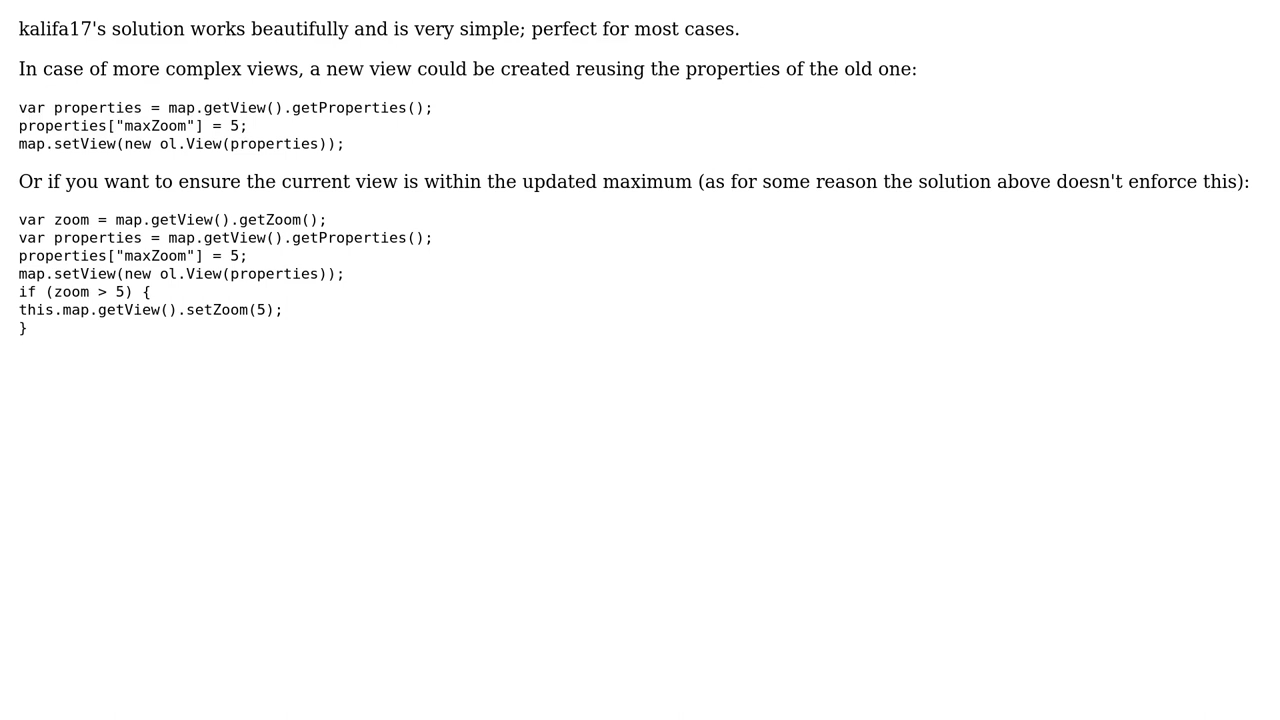 kalifa17's solution works beautifully and is very simple; perfect for most cases.
In case of more complex views, a new view could be created reusing the properties of the old one:
var properties = map.getView().getProperties();
properties["maxZoom"] = 5;
map.setView(new ol.View(properties));
Or if you want to ensure the current view is within the updated maximum (as for some reason the solution above doesn't enforce this):
var zoom = map.getView().getZoom();
var properties = map.getView().getProperties();
properties["maxZoom"] = 5;
map.setView(new ol.View(properties));
if (zoom > 5) {
this.map.getView().setZoom(5);
}